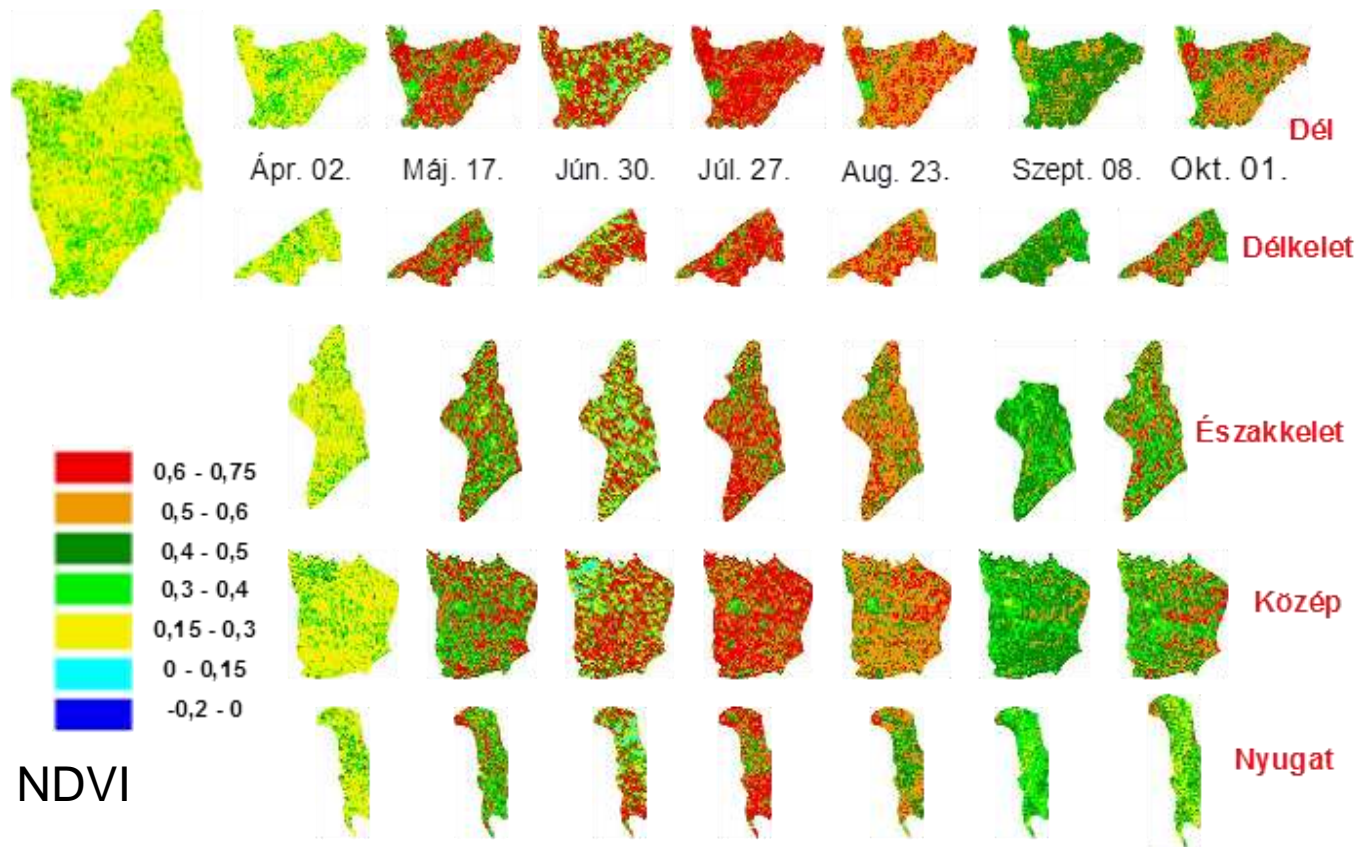 Dél
Ápr. 02. Máj. 17. Jún. 30. Júl. 27. Aug. 23. Szept. 08. Okt. 01.
Délkelet
Északkelet
0,6 - 0,75
0,5 - 0,6
0,4 - 0,5
0,3 - 0,4
0,15 - 0,3
0 - 0,15
-0,2 - 0
Közép
Nyugat
NDVI